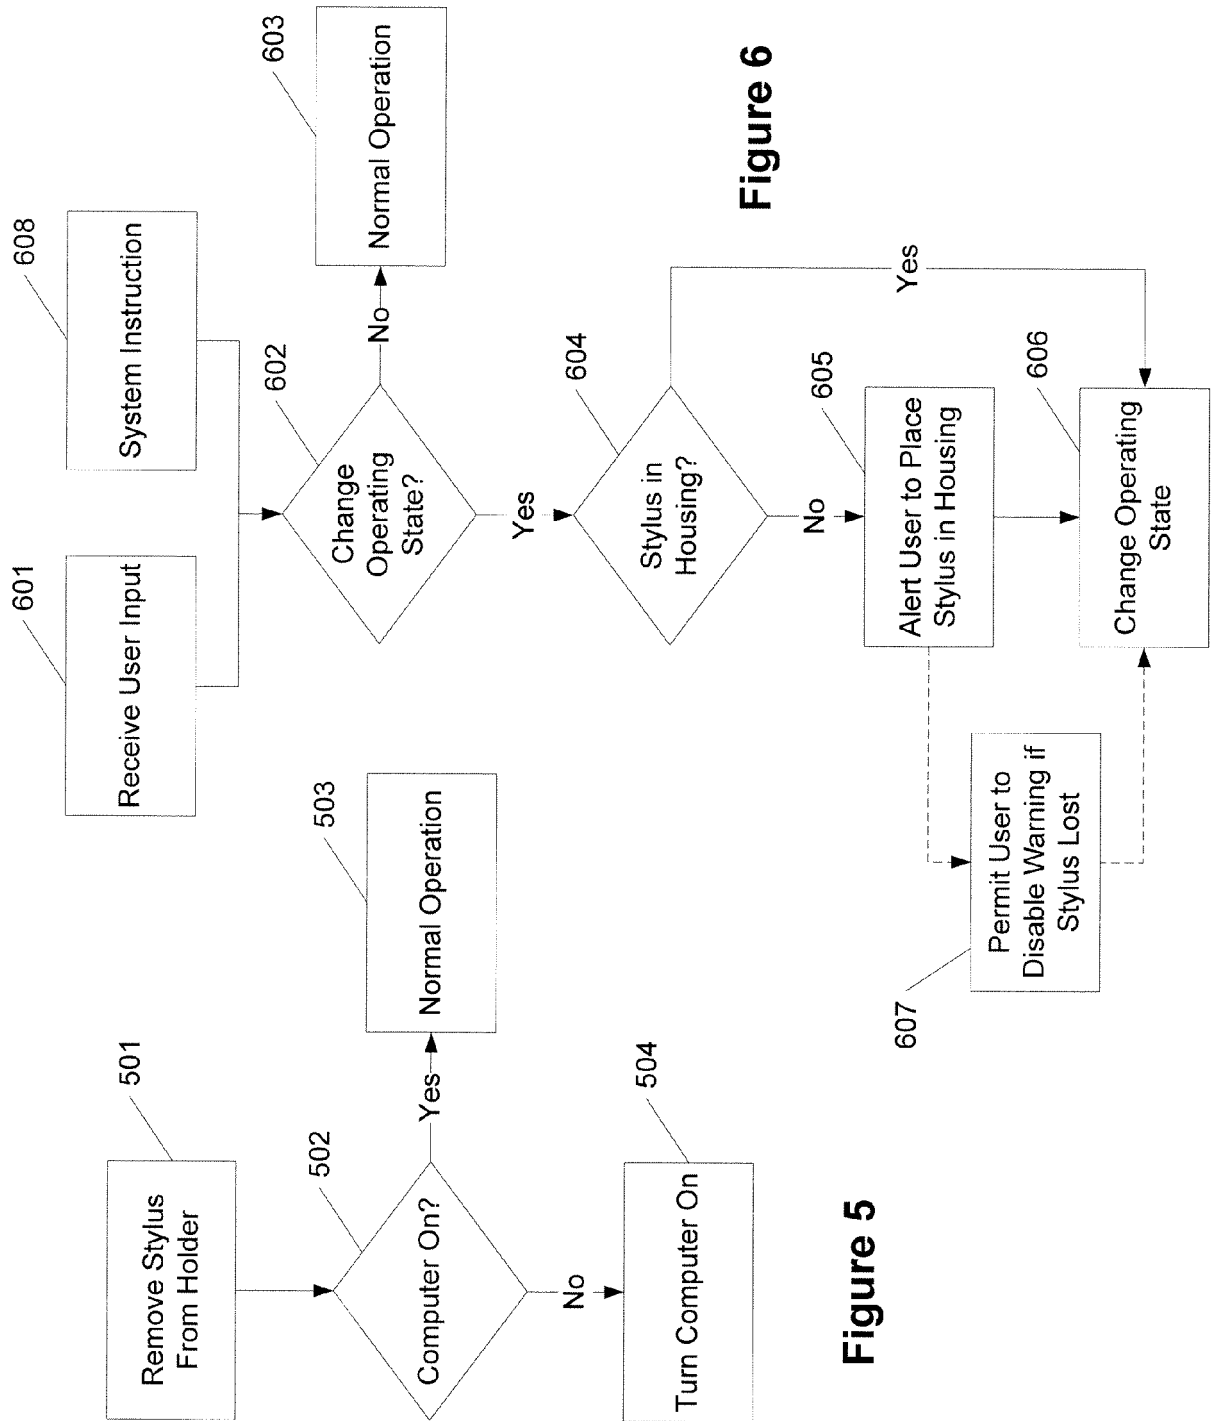 501
Remove Stylus
From Holder
502
Computer On?
Yes
503
Normal Operation
No
504
Turn Computer On
Figure 5
601
Receive User Input
608
System Instruction
602
Change
Operating
State?
No
603
Normal Operation
Yes
604
Stylus in
Housing?
Yes
No
605
Alert User to Place
Stylus in Housing
607
Permit User to
Disable Warning if
Stylus Lost
606
Change Operating
State
Figure 6